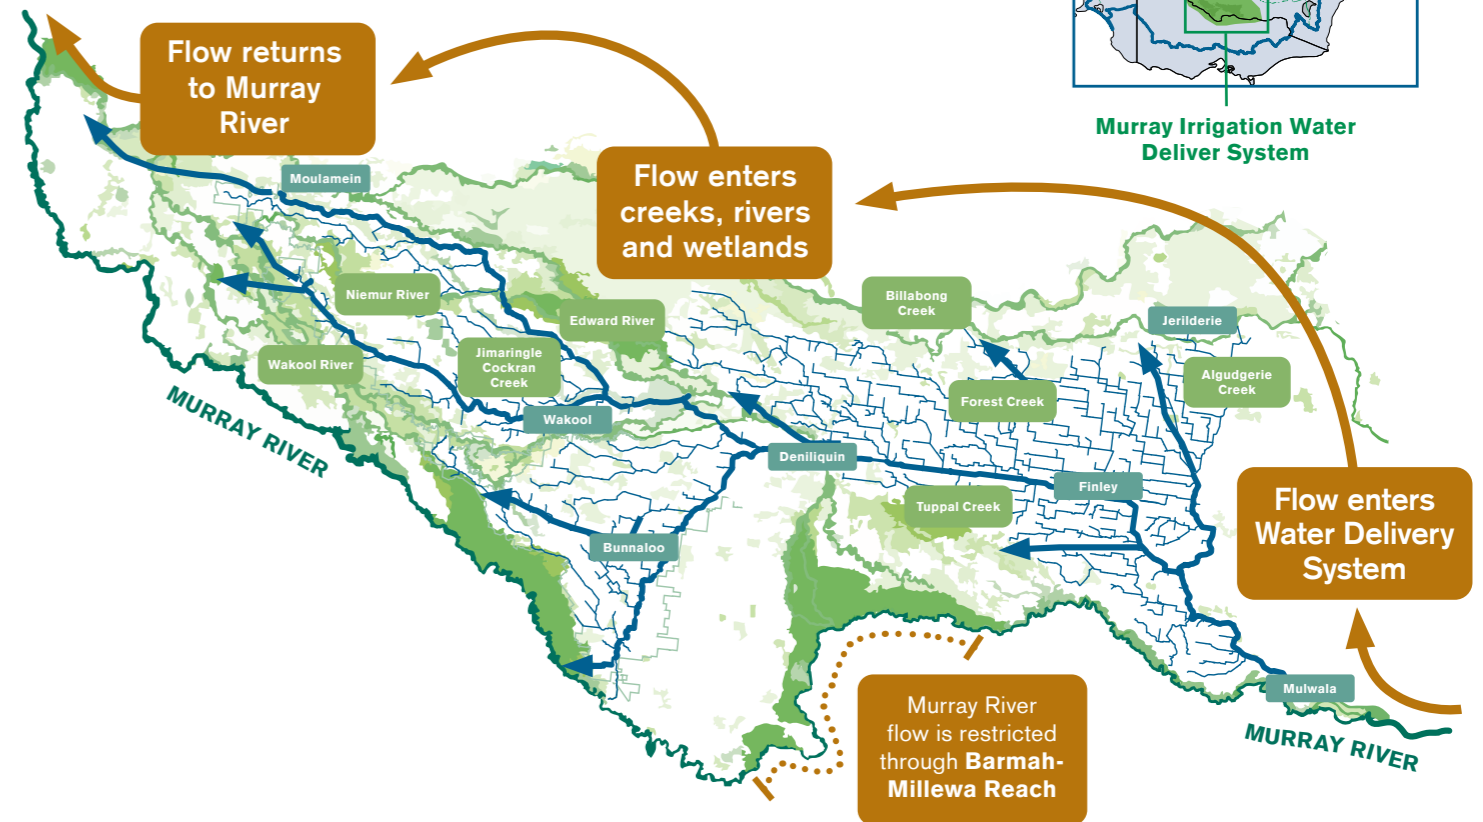 Flow returns
to Murray
River
Flow enters
creeks, rivers
and wetlands
Murray Irrigation Water
Deliver System
Moulamein
Niemur River
Edward River
Billabong
Creek
Jerilderie
Wakool River
Jimaringle
Cockran
Creek
Algudgerie
Creek
Forest Creek
Wakool
MURRAY RIVER
Deniliquin
Finley
Tuppal Creek
Flow enters
Water Delivery
System
Bunnaloo
Mulwala
Murray River
flow is restricted
through Barmah-
Millewa Reach
MURRAY RIVER